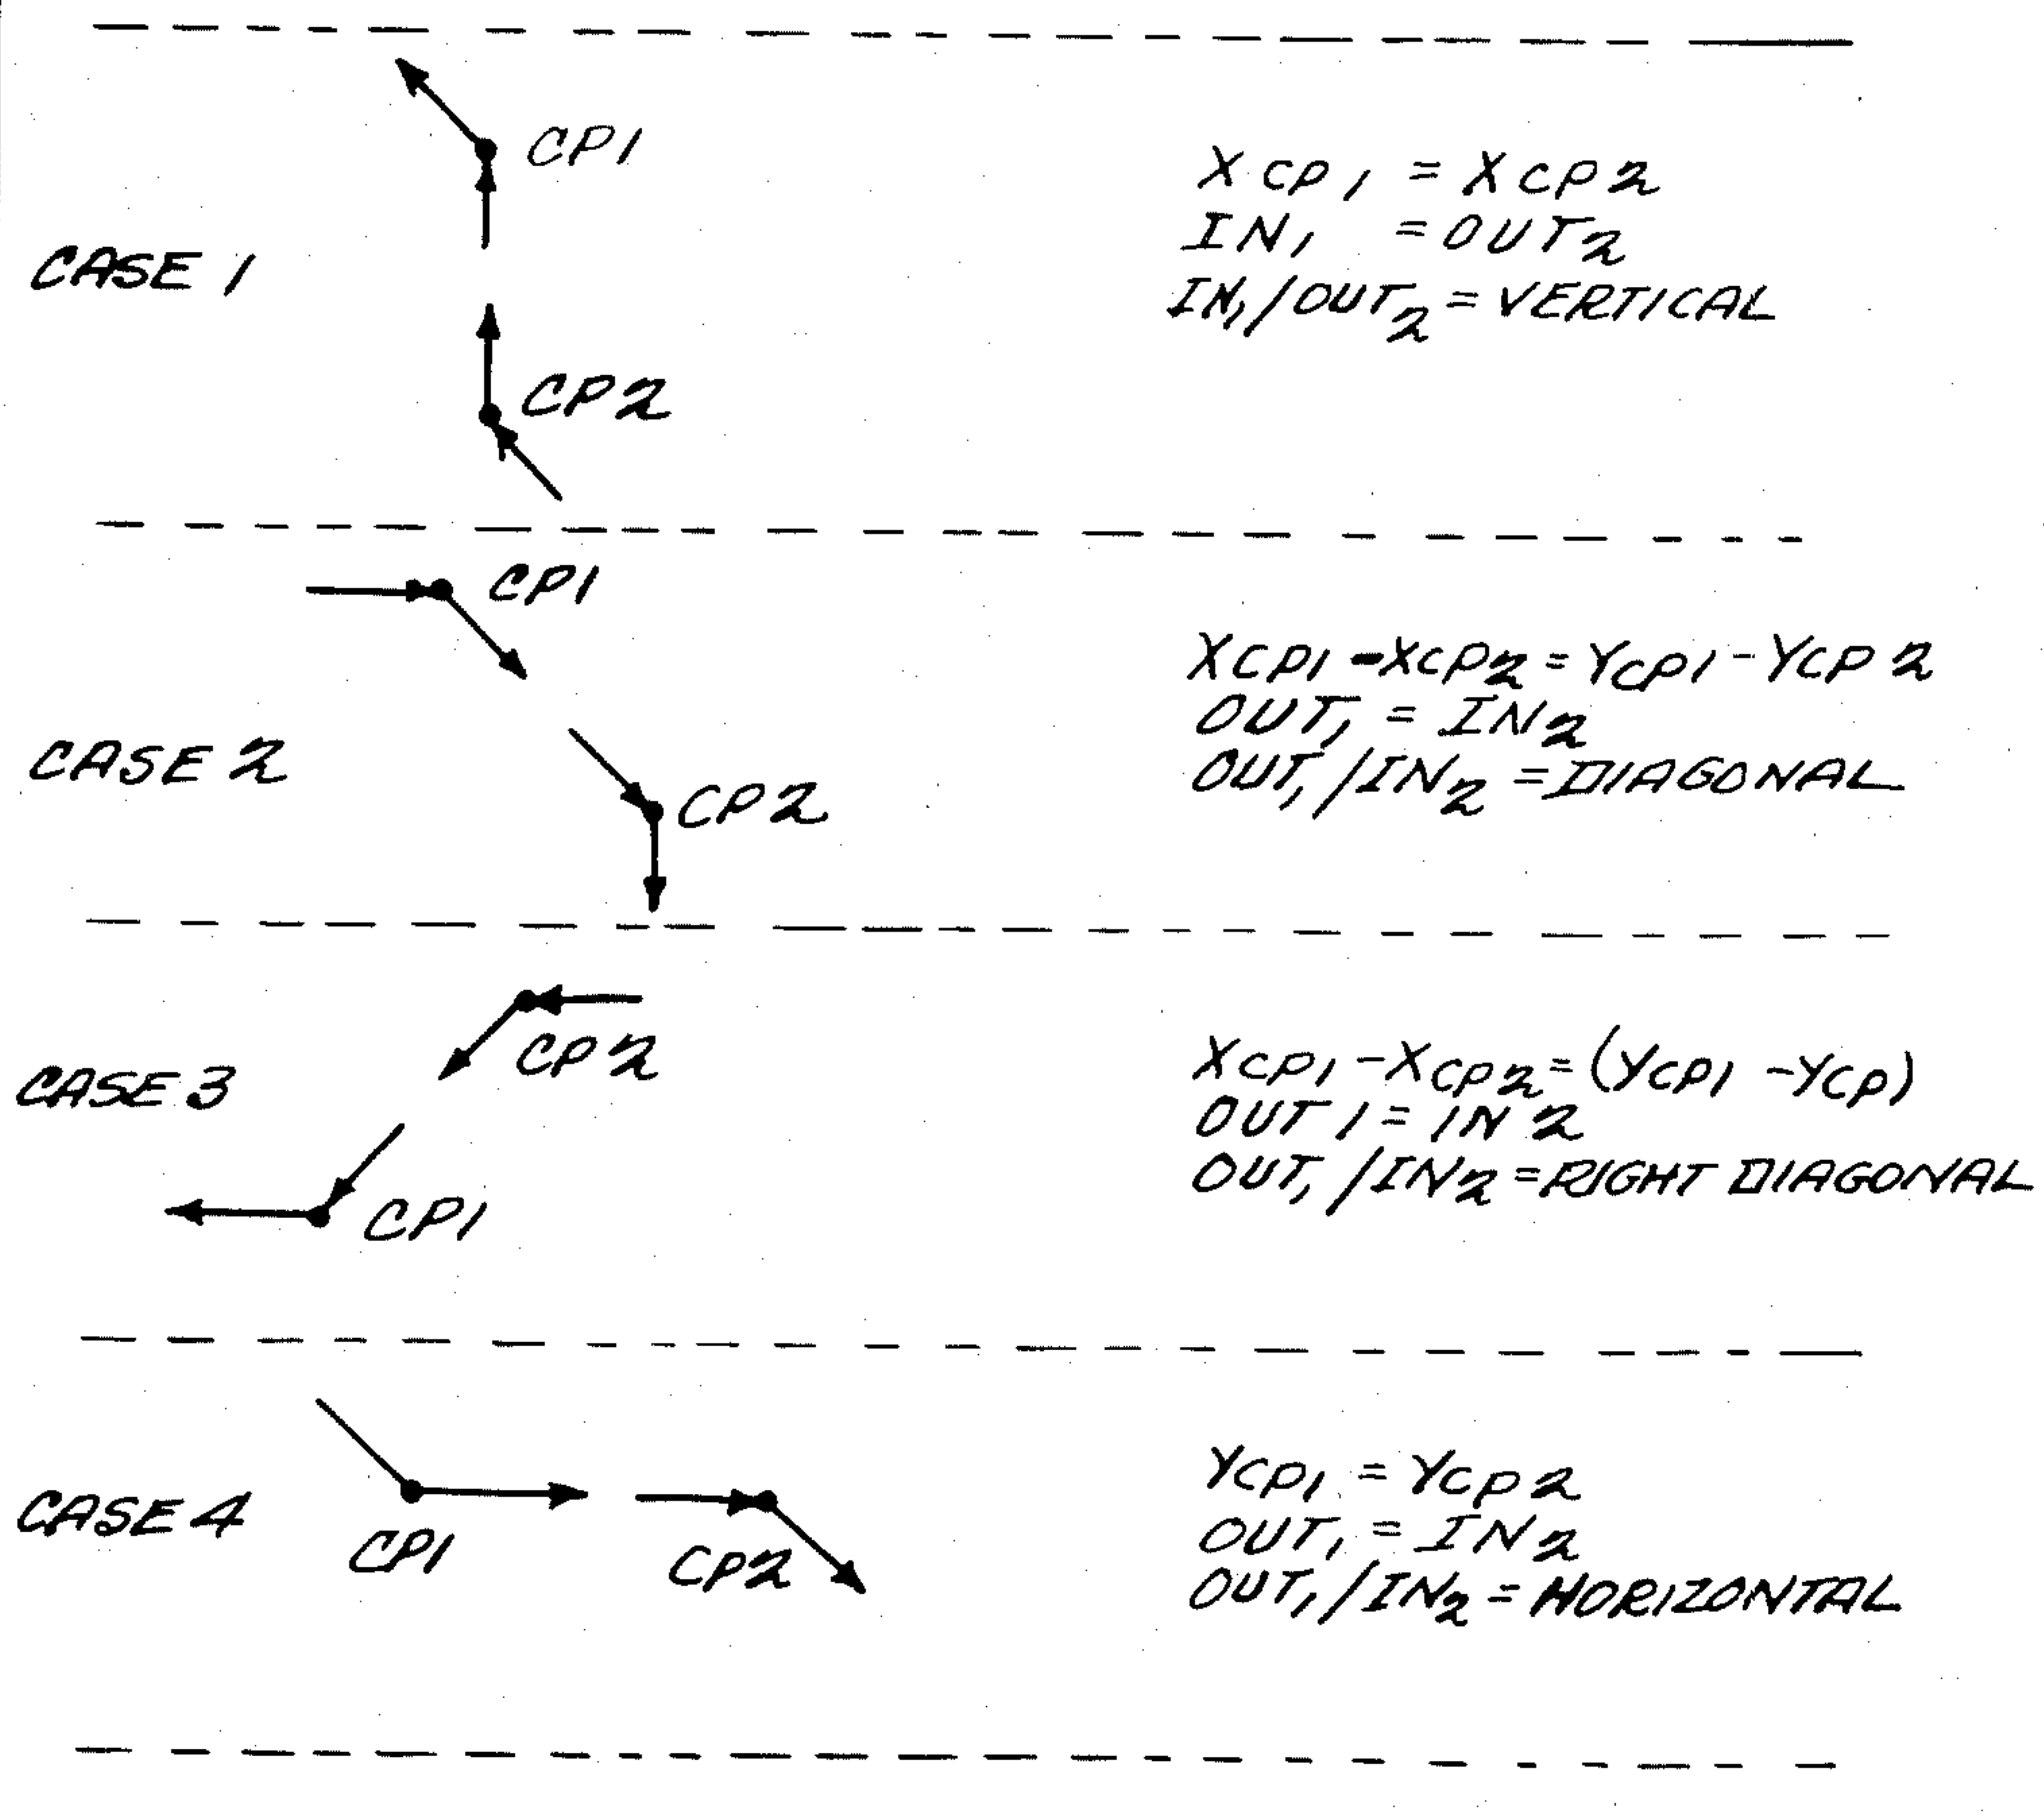 CP1
XCP1 = XCP2
IN1 = OUT2
CASE 1
IN1/OUT2 = VERTICAL
CP2
CP1
XCP1 - XCP2 = YCP1 - YCP2
OUT1 = IN2
CASE 2
OUT1/IN2 = DIAGONAL
CP2
CP2
XCP1 - XCP2 = (YCP1 - YCP)
CASE 3
OUT 1 = IN 2
OUT1/IN2 = RIGHT DIAGONAL
CP1
YCP1 = YCP2
CASE 4
OUT1 = IN2
CP1
CP2
OUT1/IN2 = HORIZONTAL